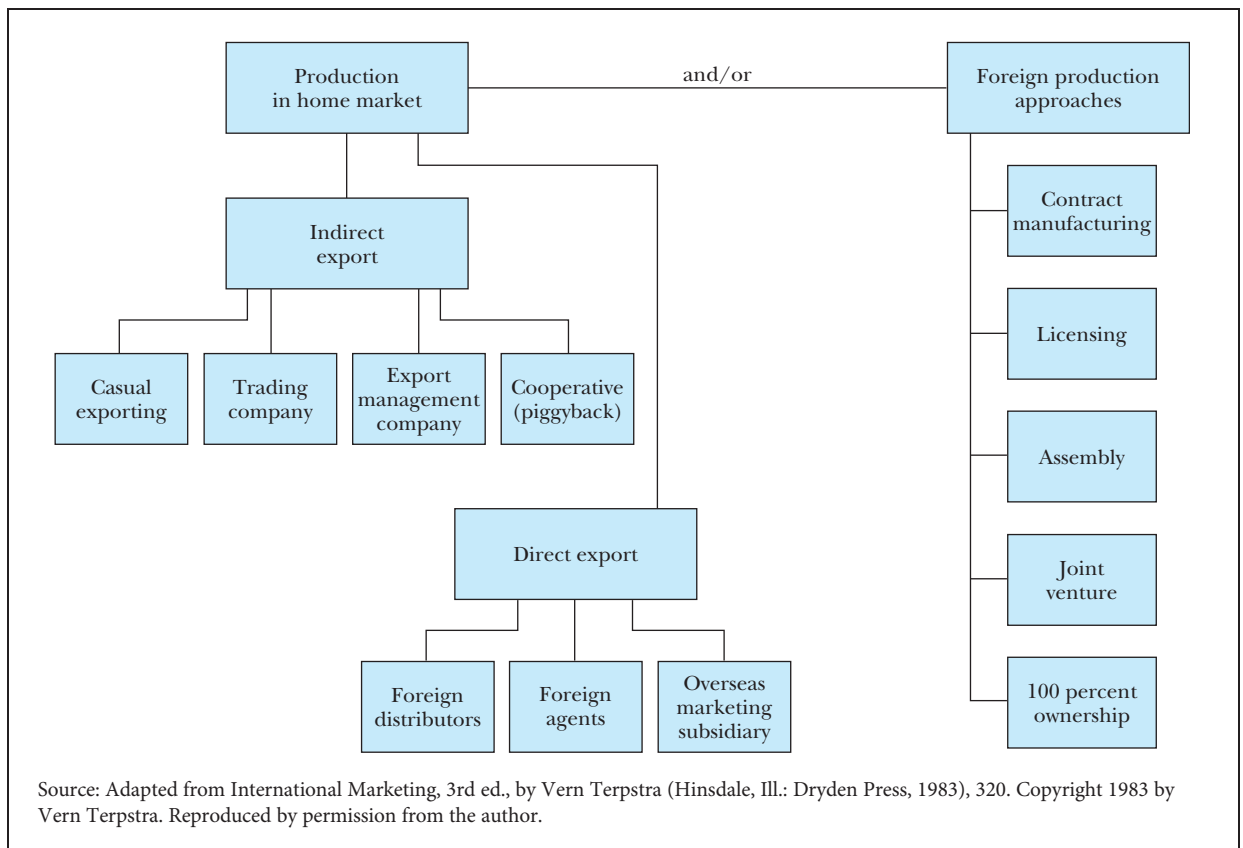 Production
in home market
and/or
Foreign production
approaches
Contract
manufacturing
Indirect
export
Licensing
Casual
exporting
Trading
company
Export
management
company
Cooperative
(piggyback)
Assembly
Direct export
Joint
venture
Foreign
distributors
Foreign
agents
Overseas
marketing
subsidiary
100 percent
ownership
Source: Adapted from International Marketing, 3rd ed., by Vern Terpstra (Hinsdale, Ill.: Dryden Press, 1983), 320. Copyright 1983 by
Vern Terpstra. Reproduced by permission from the author.